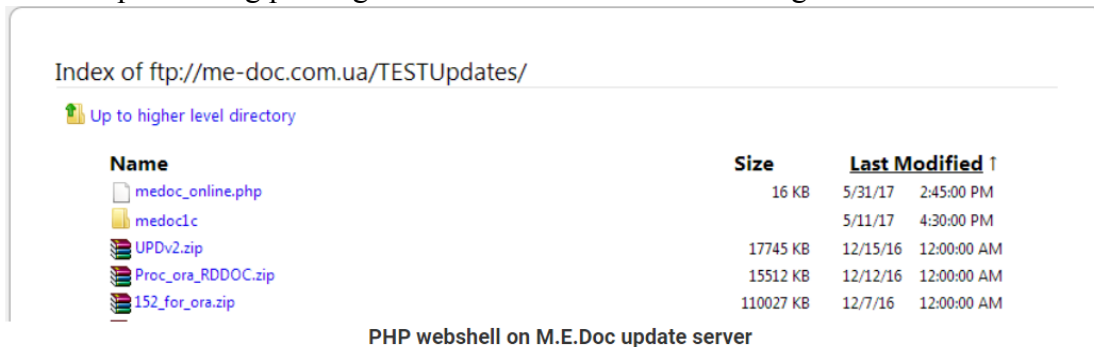 Index of ftp://me-doc.com.ua/TESTUpdates/
Up to higher level directory
Name Size Last Modified ↑
medoc_online.php 16 KB 5/31/17 2:45:00 PM
medoc1c 5/11/17 4:30:00 PM
UPDv2.zip 17745 KB 12/15/16 12:00:00 AM
Proc_ora_RDDOC.zip 15512 KB 12/12/16 12:00:00 AM
152_for_ora.zip 110027 KB 12/7/16 12:00:00 AM
PHP webshell on M.E.Doc update server